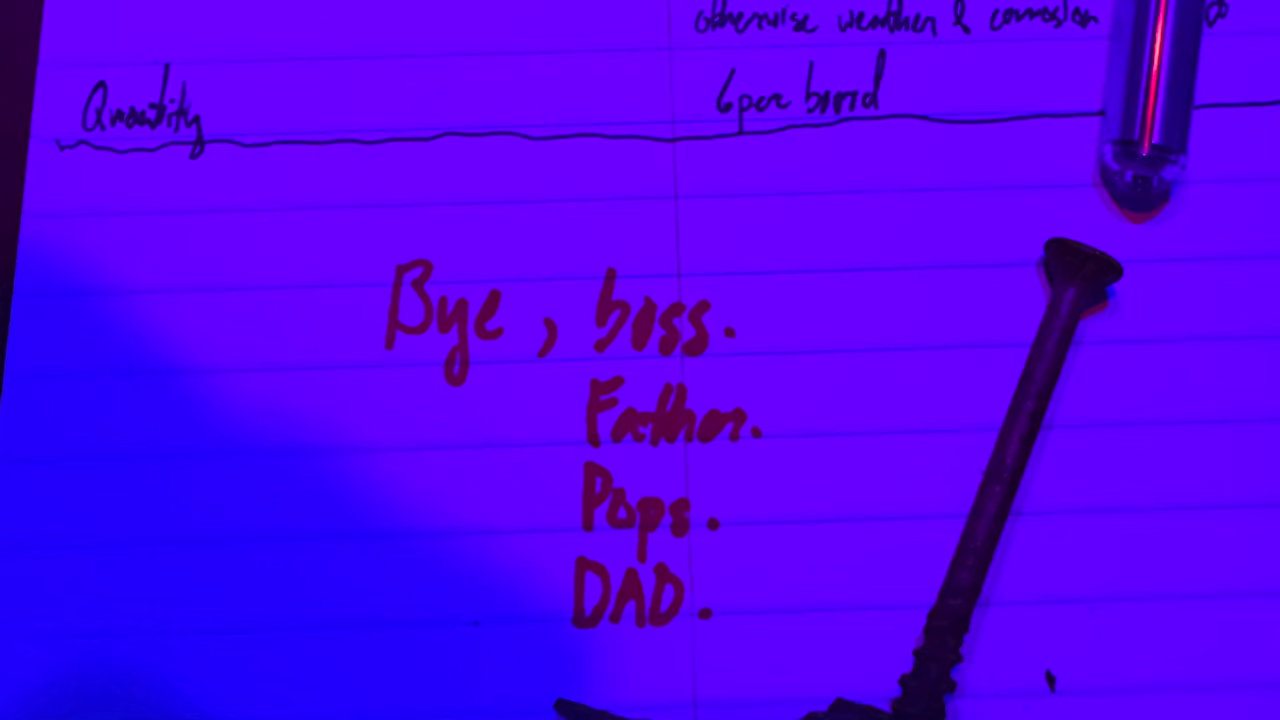 otherwise weather & corrosion
Quantity
6 per board
Bye, boss.
Father.
Pops.
DAD.